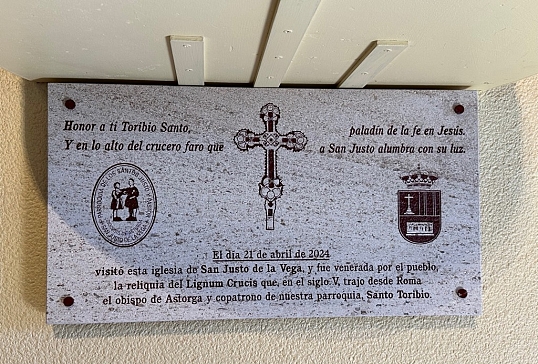 Honor a ti Toribio Santo, paladín de la fe en Jesús.
Y en lo alto del crucero faro que a San Justo alumbra con su luz.
El día 21 de abril de 2024
visitó esta iglesia de San Justo de la Vega, y fue venerada por el pueblo,
la reliquia del Lignum Crucis que, en el siglo V, trajo desde Roma
el obispo de Astorga y copatrono de nuestra parroquia, Santo Toribio.